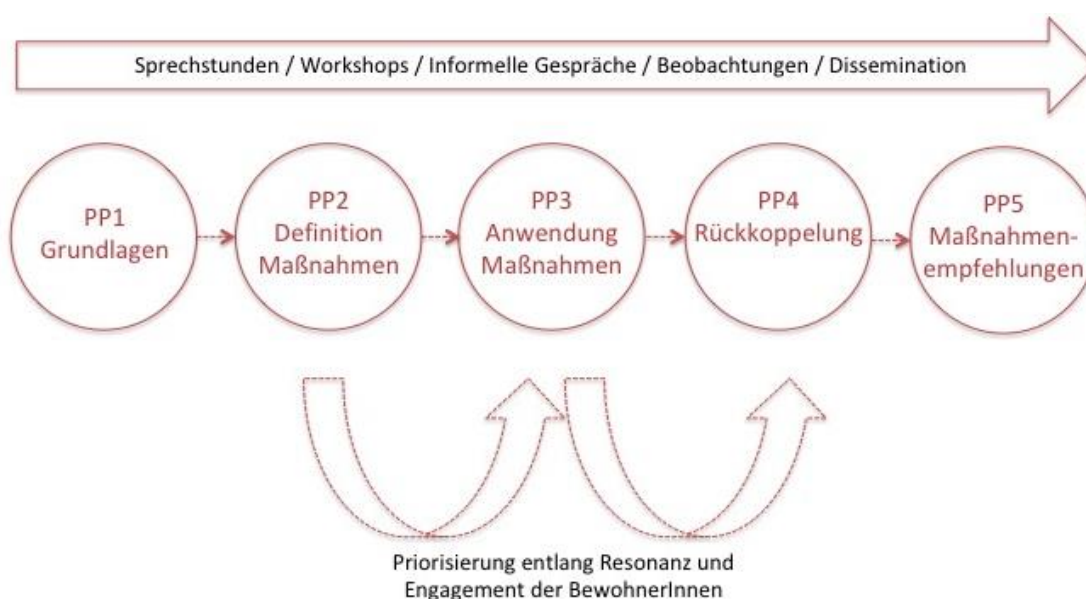 Sprechstunden / Workshops / Informelle Gespräche / Beobachtungen / Dissemination
PP1
Grundlagen
PP2
Definition
Maßnahmen
PP3
Anwendung
Maßnahmen
PP4
Rückkoppelung
PP5
Maßnahmen-
empfehlungen
Priorisierung entlang Resonanz und
Engagement der BewohnerInnen